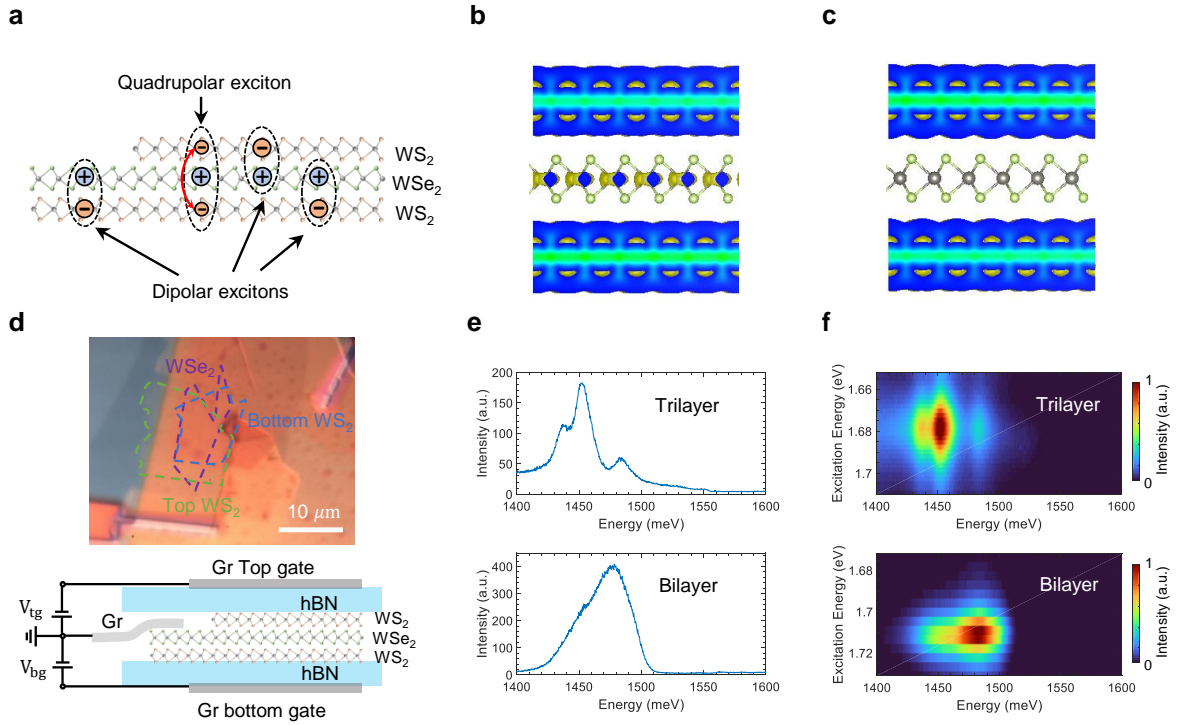 a
b
c
Quadrupolar exciton
WS₂
WSe₂
WS₂
Dipolar excitons
d
WSe₂
Bottom WS₂
Top WS₂
10 μm
Gr Top gate
hBN
V_tg
Gr
WS₂
WSe₂
WS₂
V_bg
hBN
Gr bottom gate
e
200
150
100
50
0
Intensity (a.u.)
Trilayer
1400 1450 1500 1550 1600
Energy (meV)
400
300
200
100
0
Intensity (a.u.)
Bilayer
1400 1450 1500 1550 1600
Energy (meV)
f
1.66
1.68
1.7
Excitation Energy (eV)
Trilayer
1400 1450 1500 1550 1600
Energy (meV)
1
0
Intensity (a.u.)
1.68
1.7
1.72
Excitation Energy (eV)
Bilayer
1400 1450 1500 1550 1600
Energy (meV)
1
0
Intensity (a.u.)